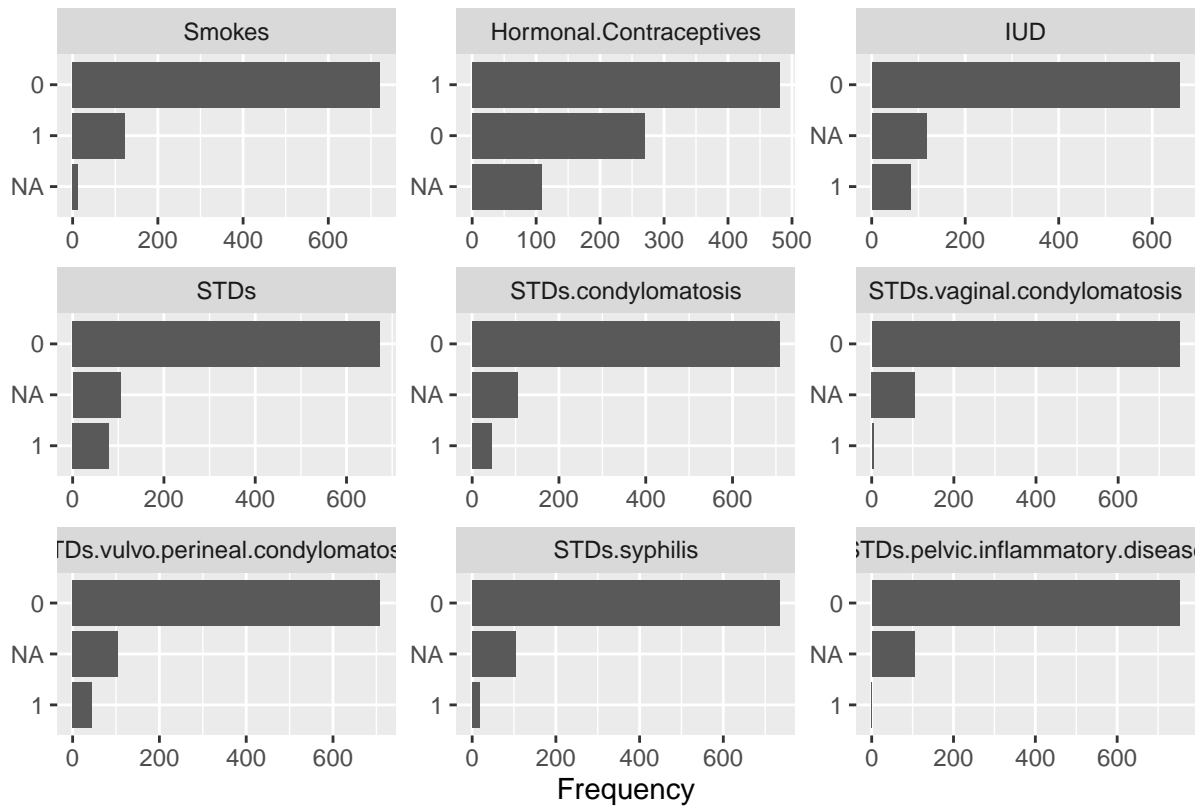 Smokes
0
1
NA
0 200 400 600
Hormonal.Contraceptives
1
0
NA
0 100 200 300 400 500
IUD
0
NA
1
0 200 400 600
STDs
0
NA
1
0 200 400 600
STDs.condylomatosis
0
NA
1
0 200 400 600
STDs.vaginal.condylomatosis
0
NA
1
0 200 400 600
TDs.vulvo.perineal.condylomatos
0
NA
1
0 200 400 600
STDs.syphilis
0
NA
1
0 200 400 600
STDs.pelvic.inflammatory.disease
0
NA
1
0 200 400 600
Frequency